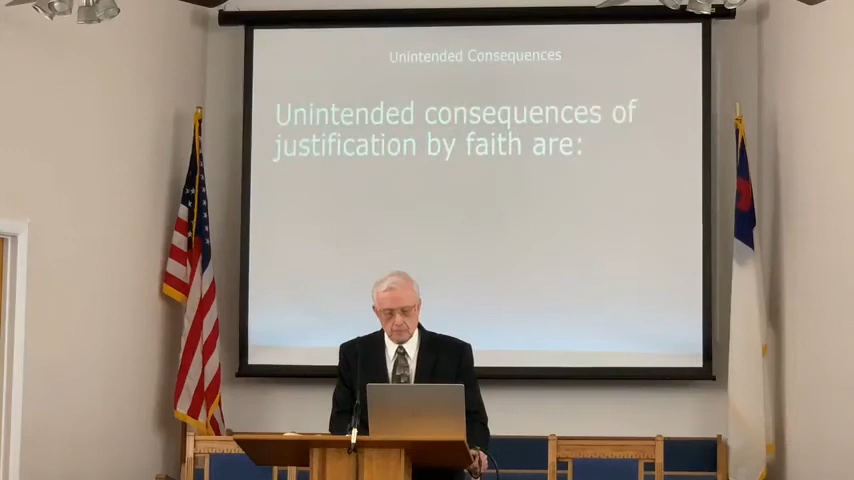 Unintended Consequences
Unintended consequences of
justification by faith are: